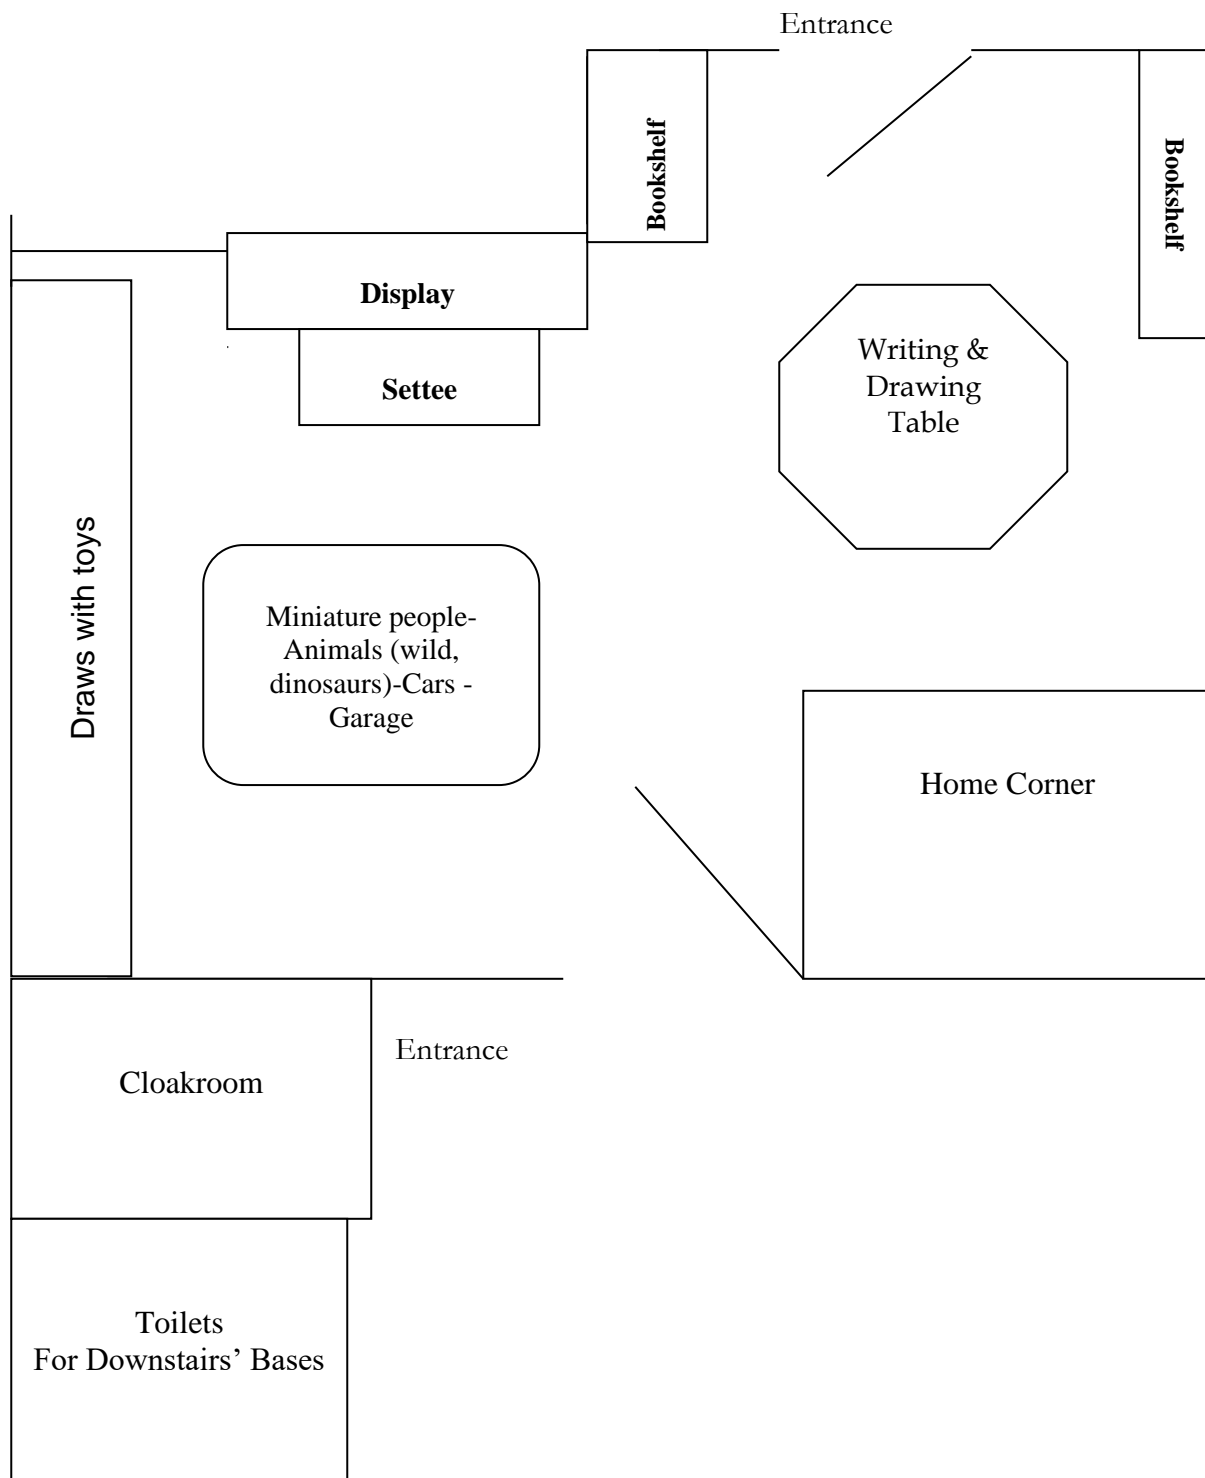 Entrance
Bookshelf
Bookshelf
Display
Settee
Writing &
Drawing
Table
Draws with toys
Miniature people-
Animals (wild,
dinosaurs)-Cars -
Garage
Home Corner
Entrance
Cloakroom
Toilets
For Downstairs’ Bases